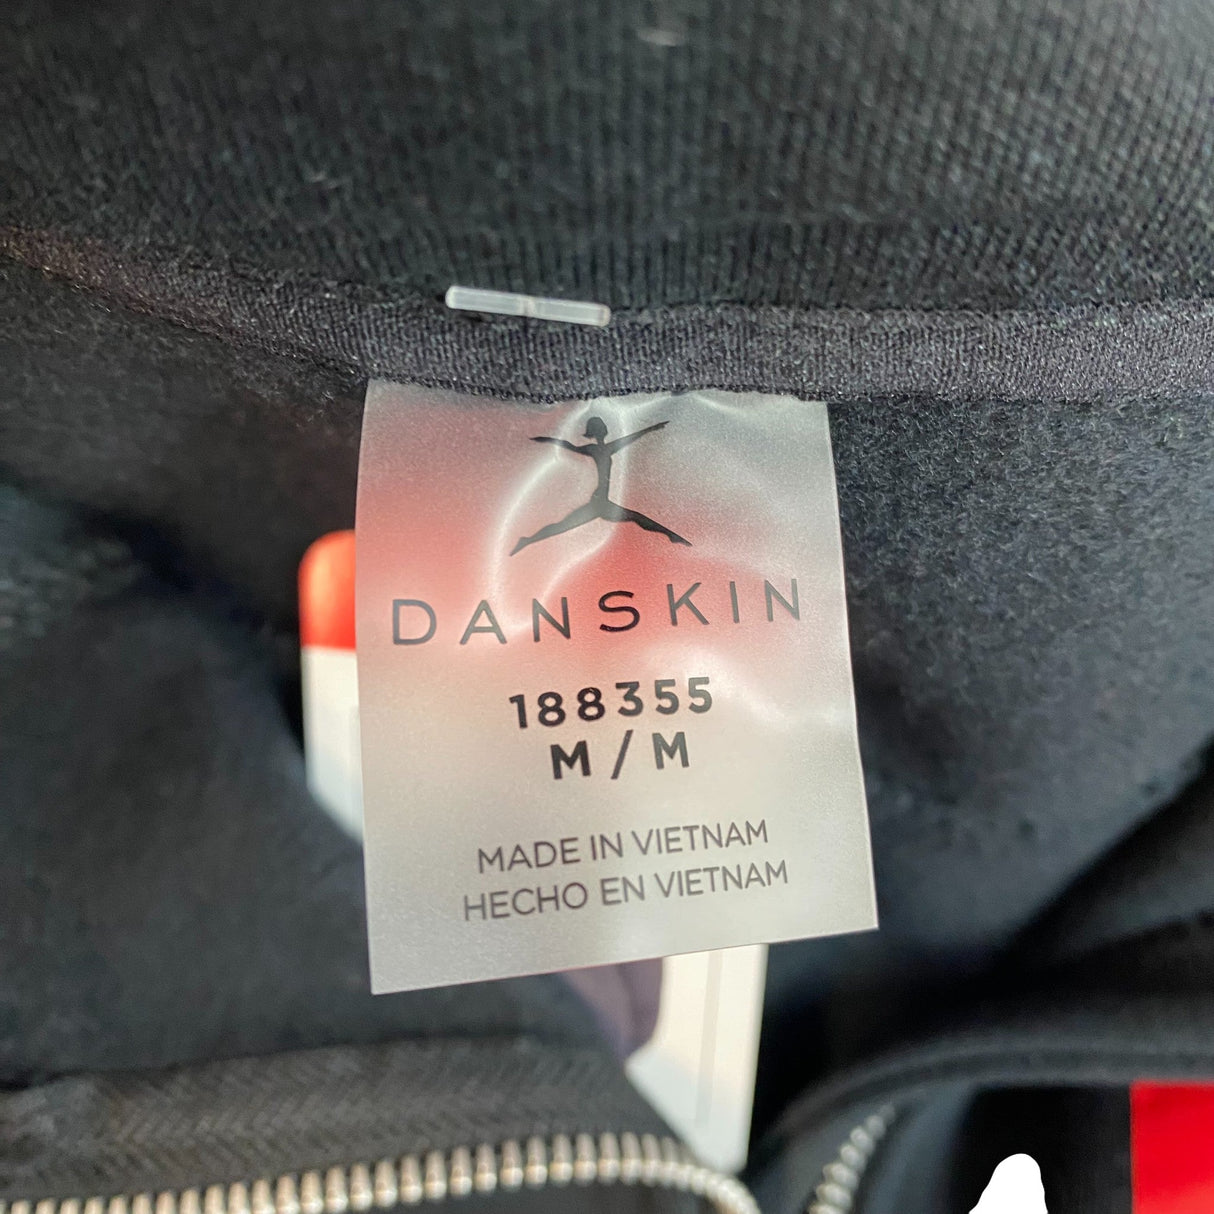 DANSKIN
188355
M / M
MADE IN VIETNAM
HECHO EN VIETNAM